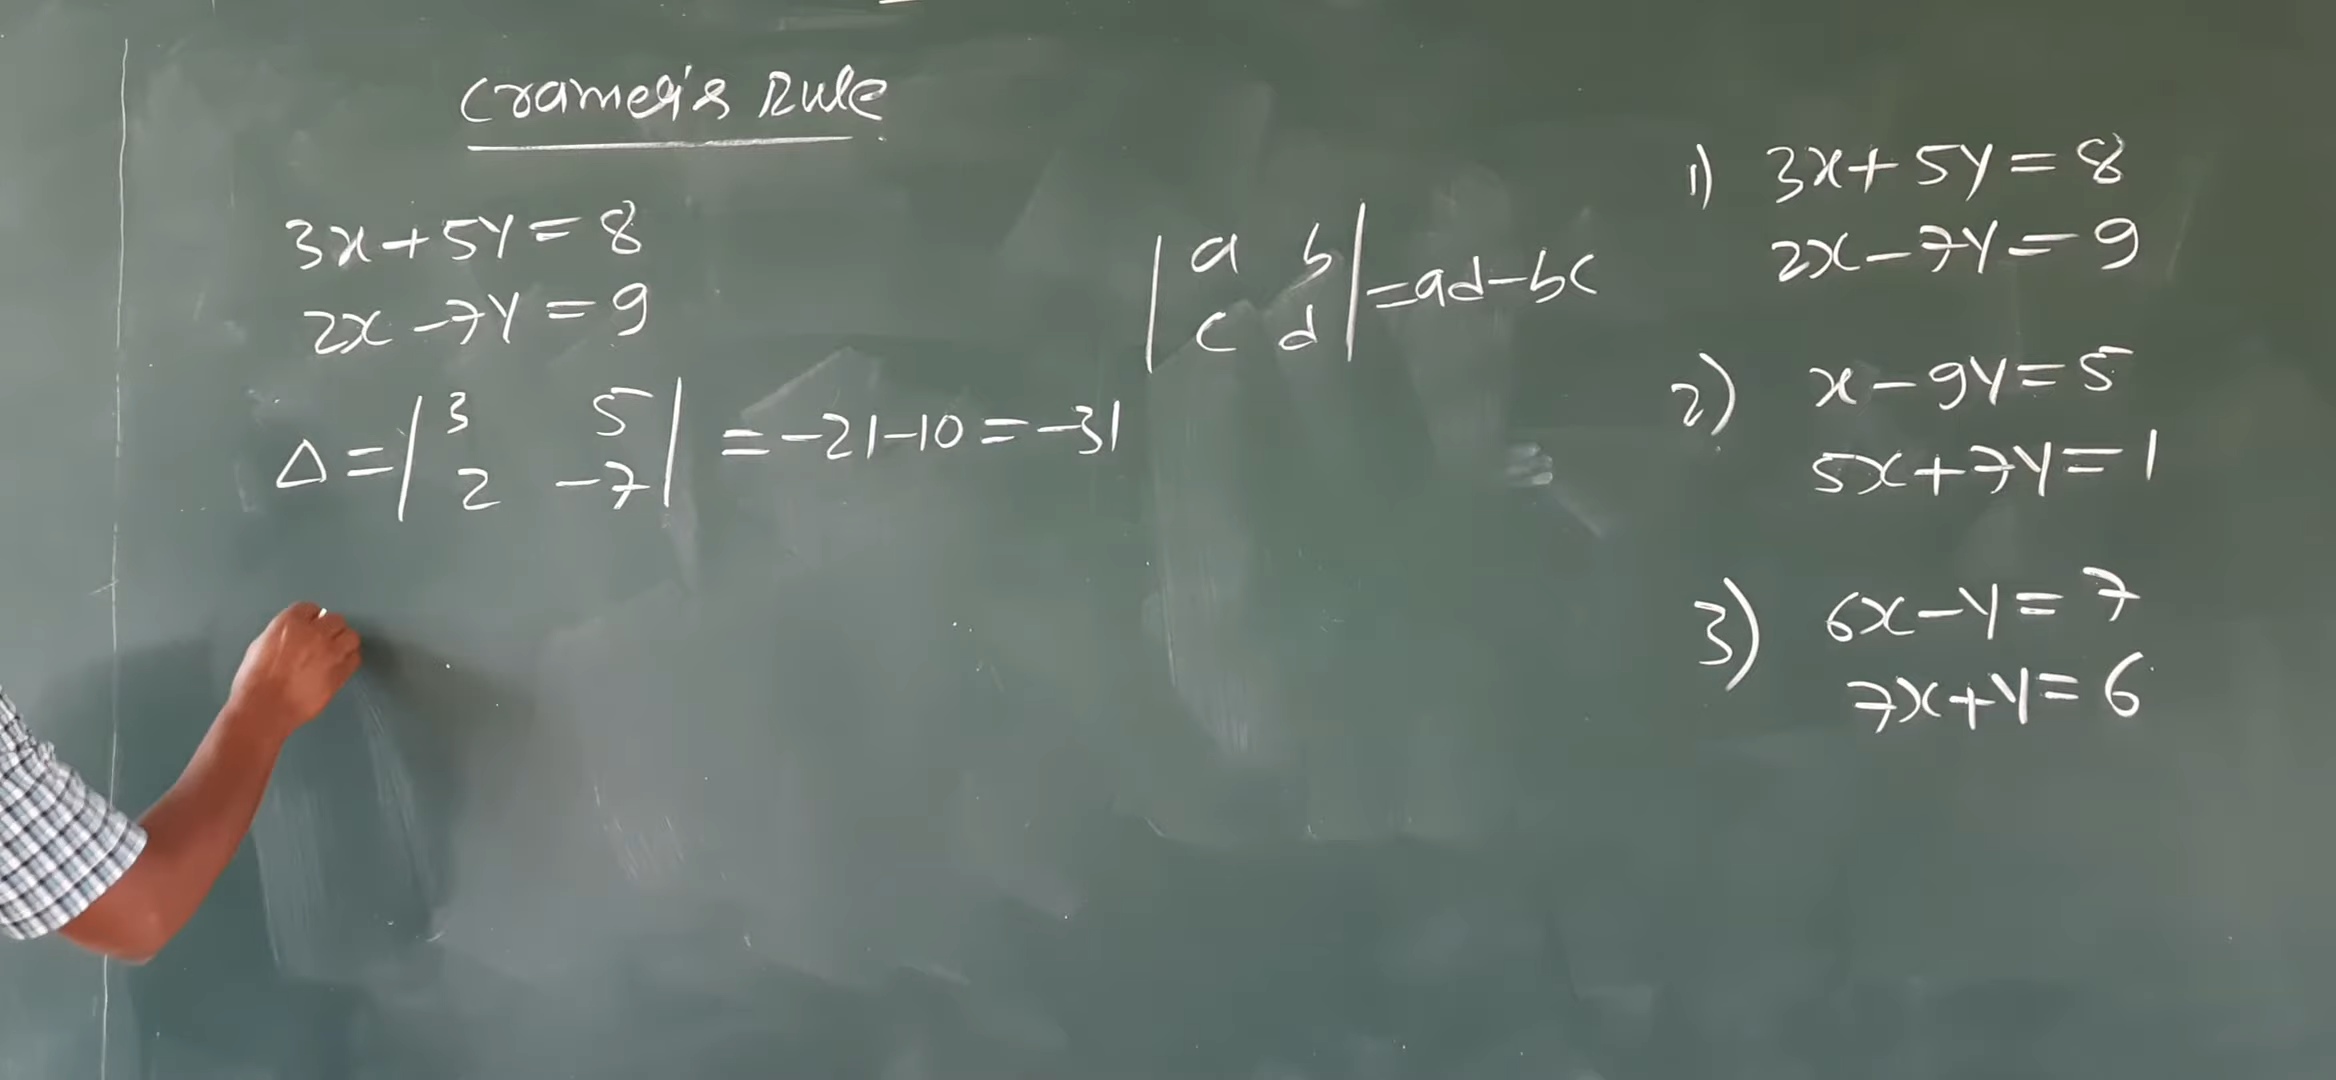 Cramer's Rule
3x+5y=8
2x-7y=9
Δ=|3 5|
|2 -7| =-21-10=-31
|a b|
|c d| =ad-bc
1) 3x+5y=8
2x-7y=9
2) x-9y=5
5x+7y=1
3) 6x-y=7
7x+y=6